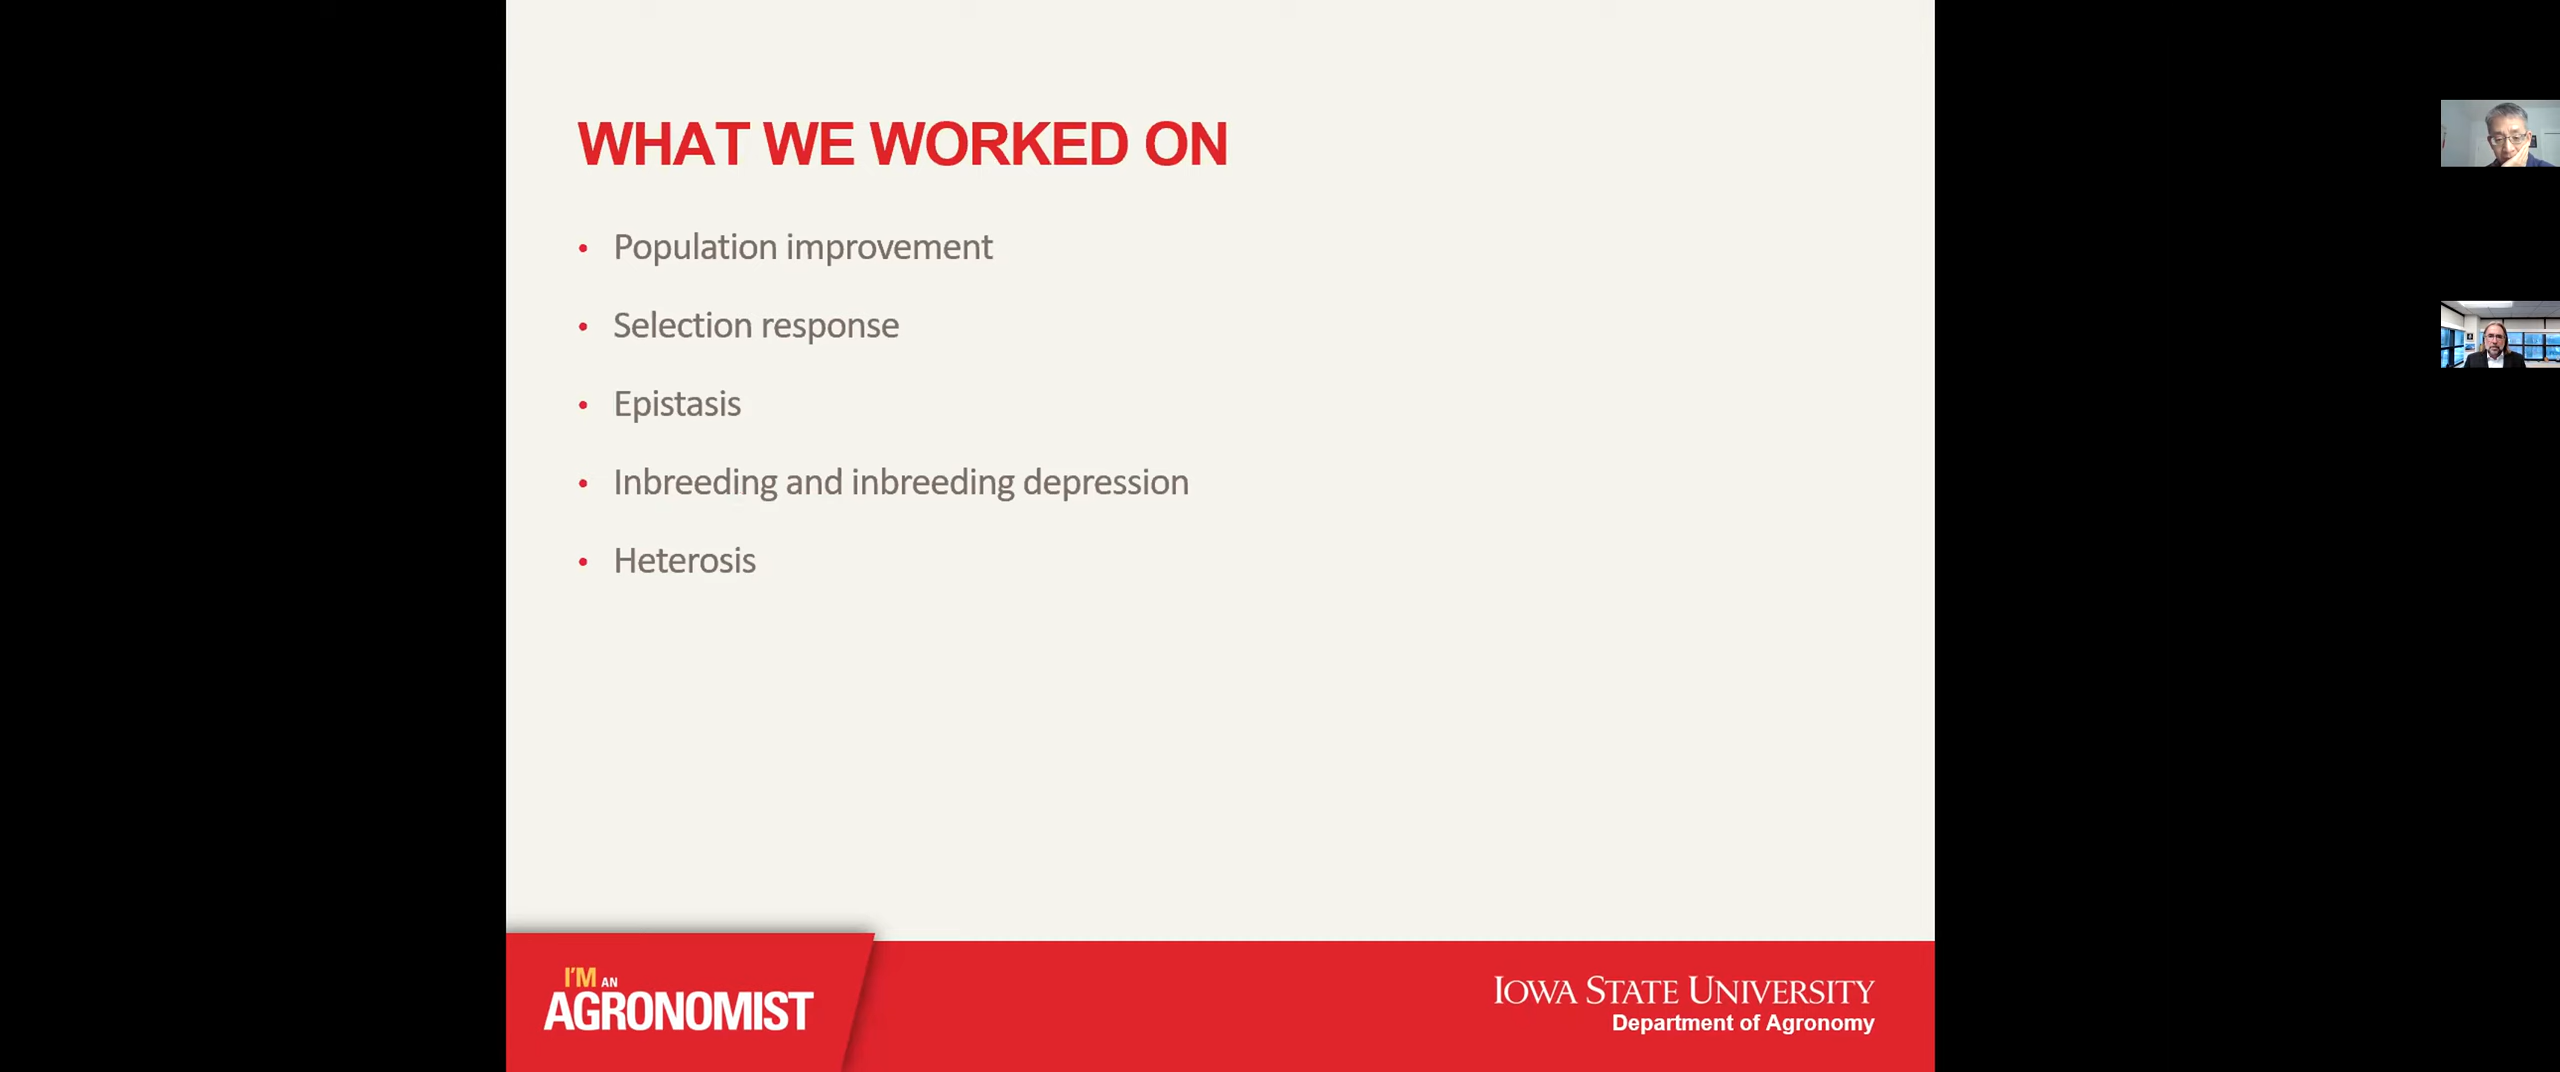 WHAT WE WORKED ON
• Population improvement
• Selection response
• Epistasis
• Inbreeding and inbreeding depression
• Heterosis
I'M AN
AGRONOMIST
IOWA STATE UNIVERSITY
Department of Agronomy